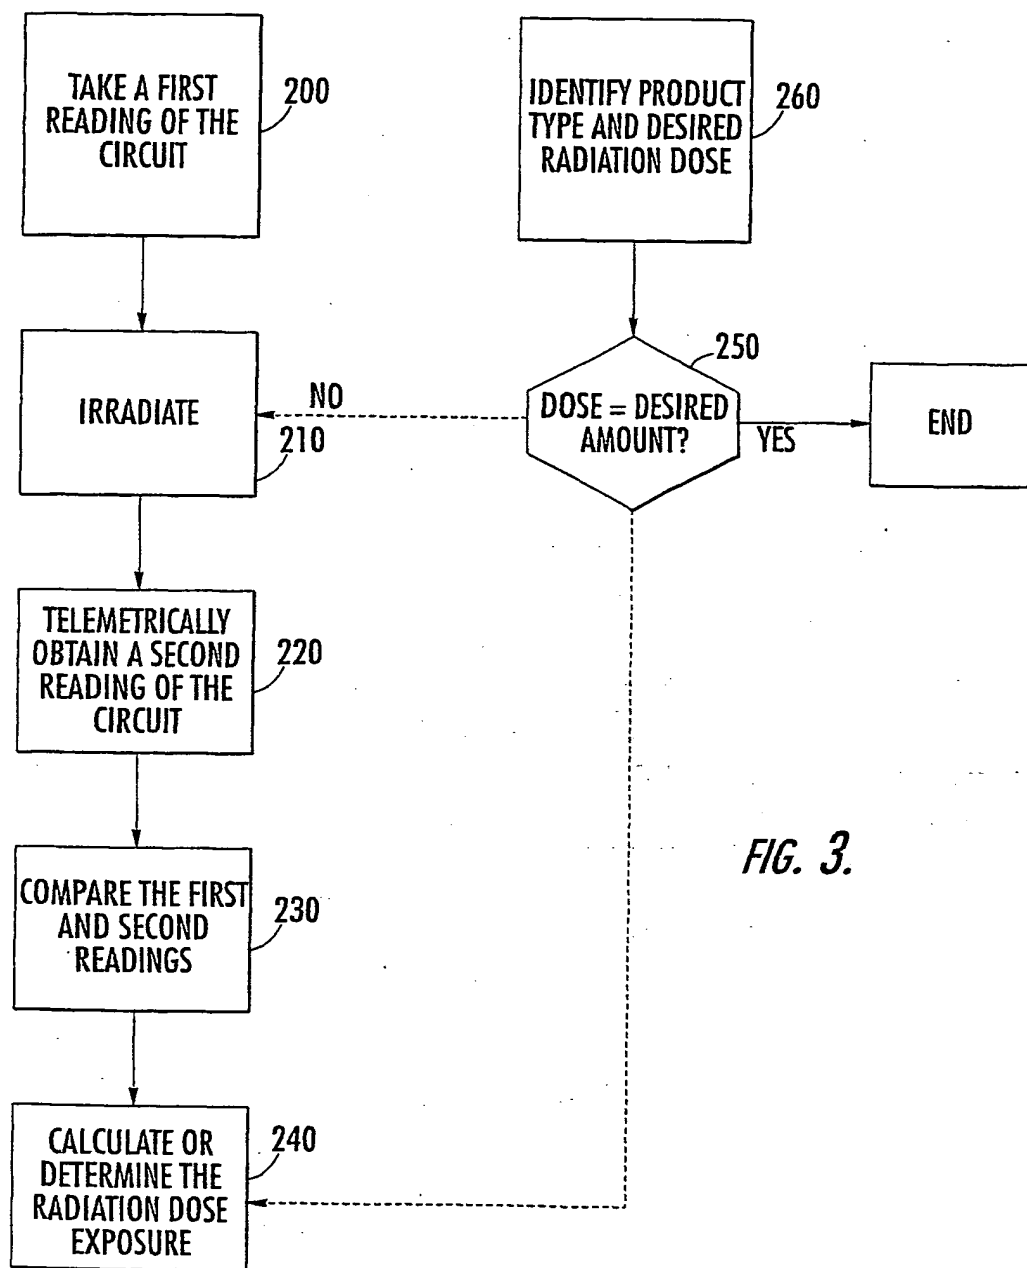 TAKE A FIRST
READING OF THE
CIRCUIT
200
IDENTIFY PRODUCT
TYPE AND DESIRED
RADIATION DOSE
260
IRRADIATE
210
NO
DOSE = DESIRED
AMOUNT?
250
YES
END
TELEMETRICALLY
OBTAIN A SECOND
READING OF THE
CIRCUIT
220
COMPARE THE FIRST
AND SECOND
READINGS
230
CALCULATE OR
DETERMINE THE
RADIATION DOSE
EXPOSURE
240
FIG. 3.